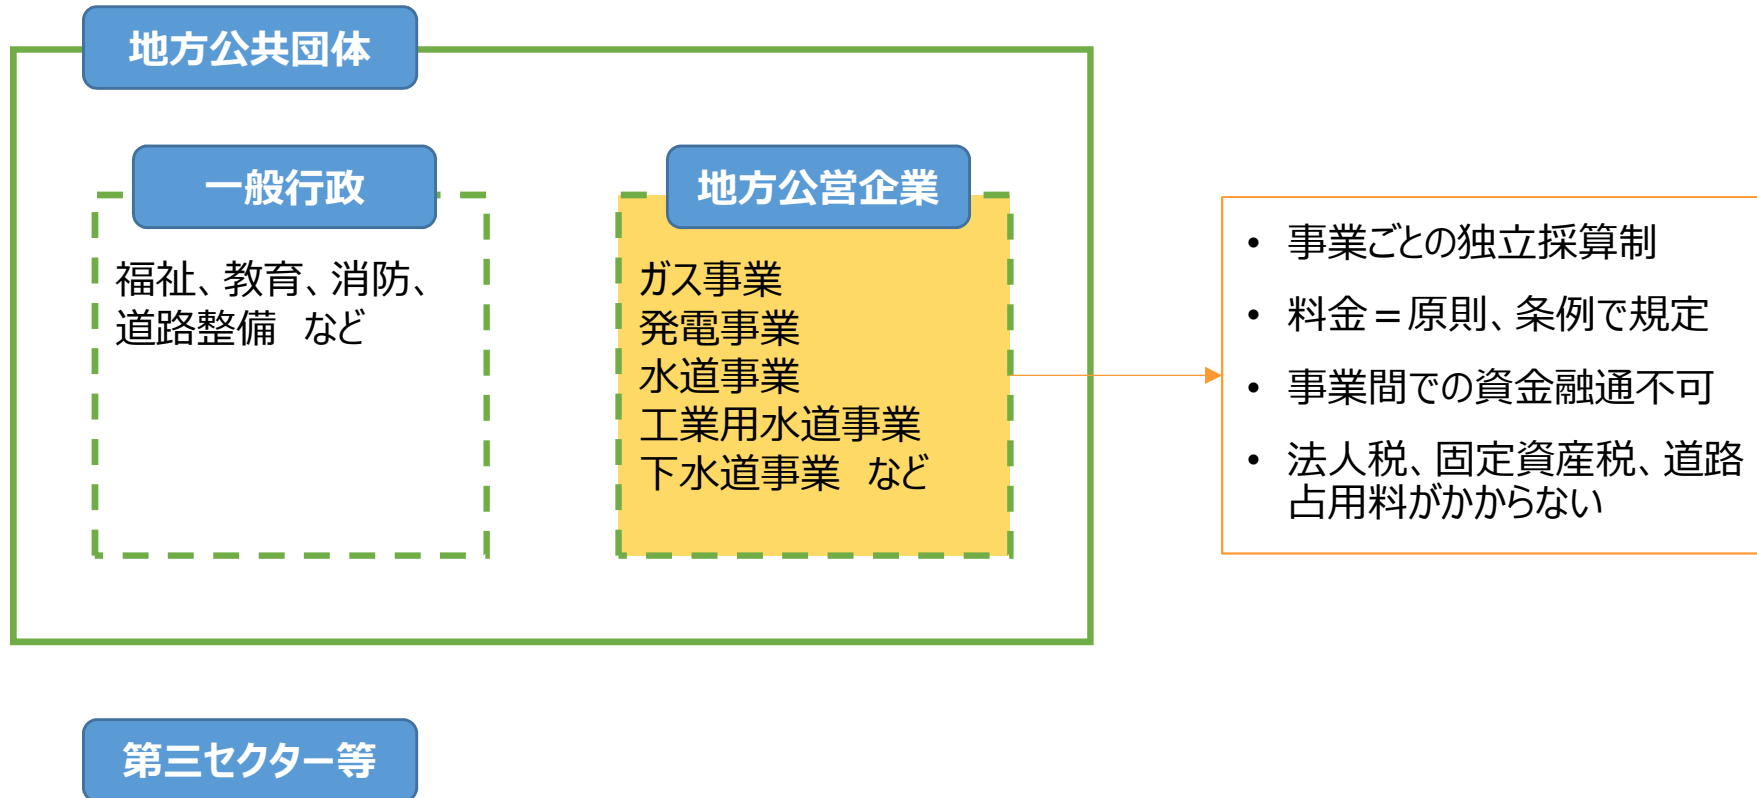 地方公共団体
一般行政
福祉、教育、消防、
道路整備　など
地方公営企業
ガス事業
発電事業
水道事業
工業用水道事業
下水道事業　など
• 事業ごとの独立採算制
• 料金＝原則、条例で規定
• 事業間での資金融通不可
• 法人税、固定資産税、道路
占用料がかからない
第三セクター等